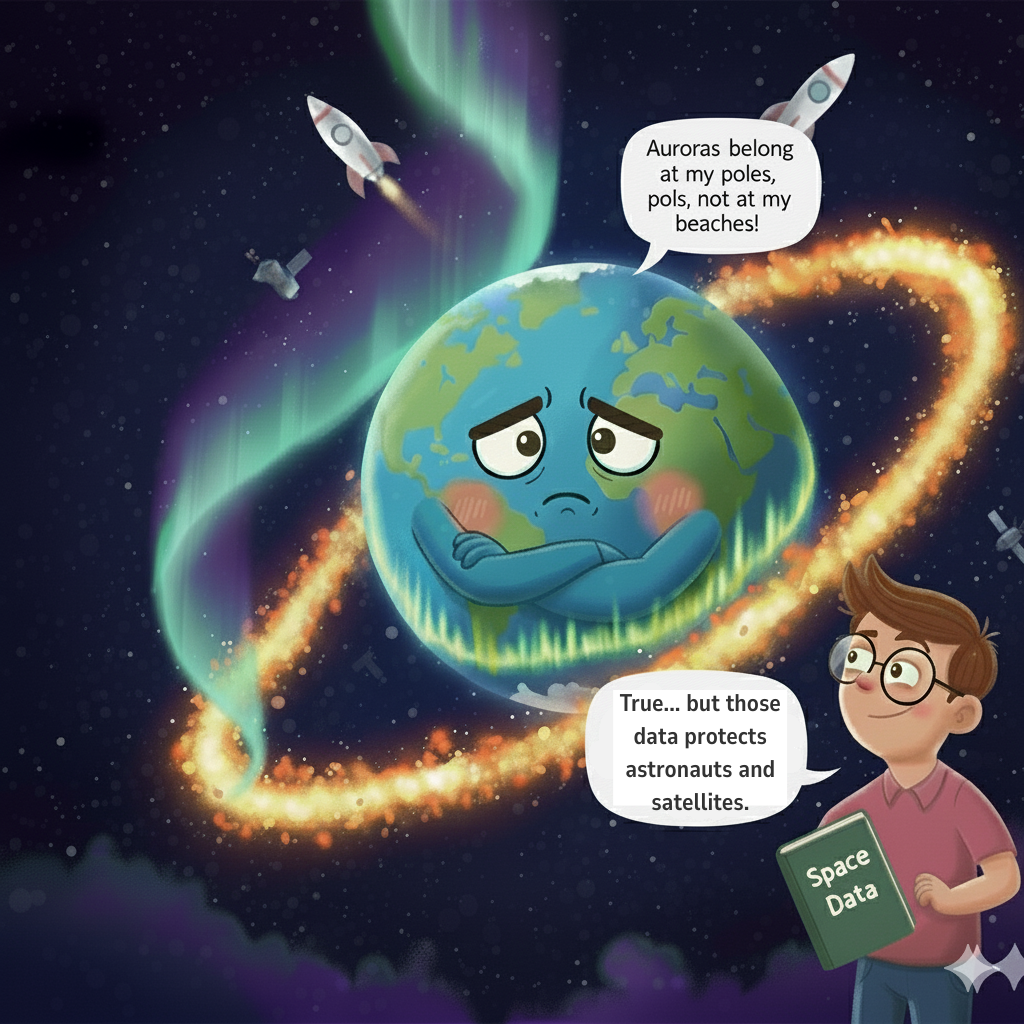 Auroras belong
at my poles,
pols, not at my
beaches!
True... but those
data protects
astronauts and
satellites.
Space
Data